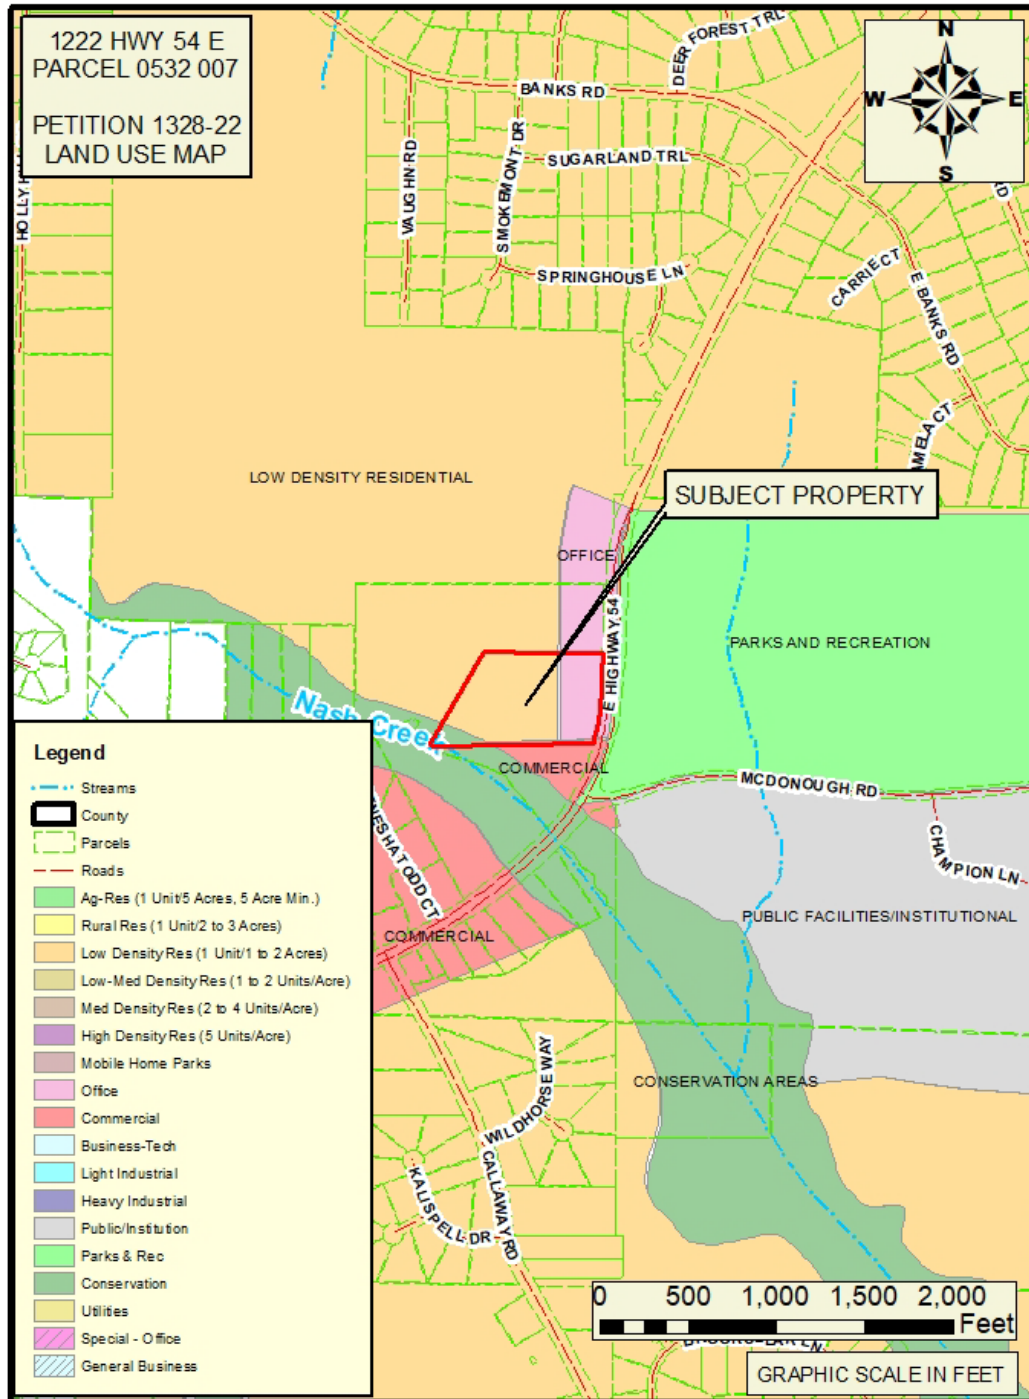 1222 HWY 54 E
PARCEL 0532 007
PETITION 1328-22
LAND USE MAP
N
W
E
S
DEER FOREST TRL
BANKS RD
VAUGHN RD
SMOKEMONT DR
SUGARLAND TRL
SPRINGHOUSE LN
CARRIE CT
E BANKS RD
RD
LOW DENSITY RESIDENTIAL
SUBJECT PROPERTY
OFFICE
E HIGHWAY 54
PARKS AND RECREATION
Nash Creek
COMMERCIAL
MCDONOUGH RD
CHAMPION LN
PUBLIC FACILITIES/INSTITUTIONAL
COMMERCIAL
CONSERVATION AREAS
WILDHORSE WAY
CALLAWAY RD
KALISPELL DR
Legend
Streams
County
Parcels
Roads
Ag-Res (1 Unit/5 Acres, 5 Acre Min.)
Rural Res (1 Unit/2 to 3 Acres)
Low Density Res (1 Unit/1 to 2 Acres)
Low-Med Density Res (1 to 2 Units/Acre)
Med Density Res (2 to 4 Units/Acre)
High Density Res (5 Units/Acre)
Mobile Home Parks
Office
Commercial
Business-Tech
Light Industrial
Heavy Industrial
Public/Institution
Parks & Rec
Conservation
Utilities
Special - Office
General Business
0 500 1,000 1,500 2,000
Feet
GRAPHIC SCALE IN FEET